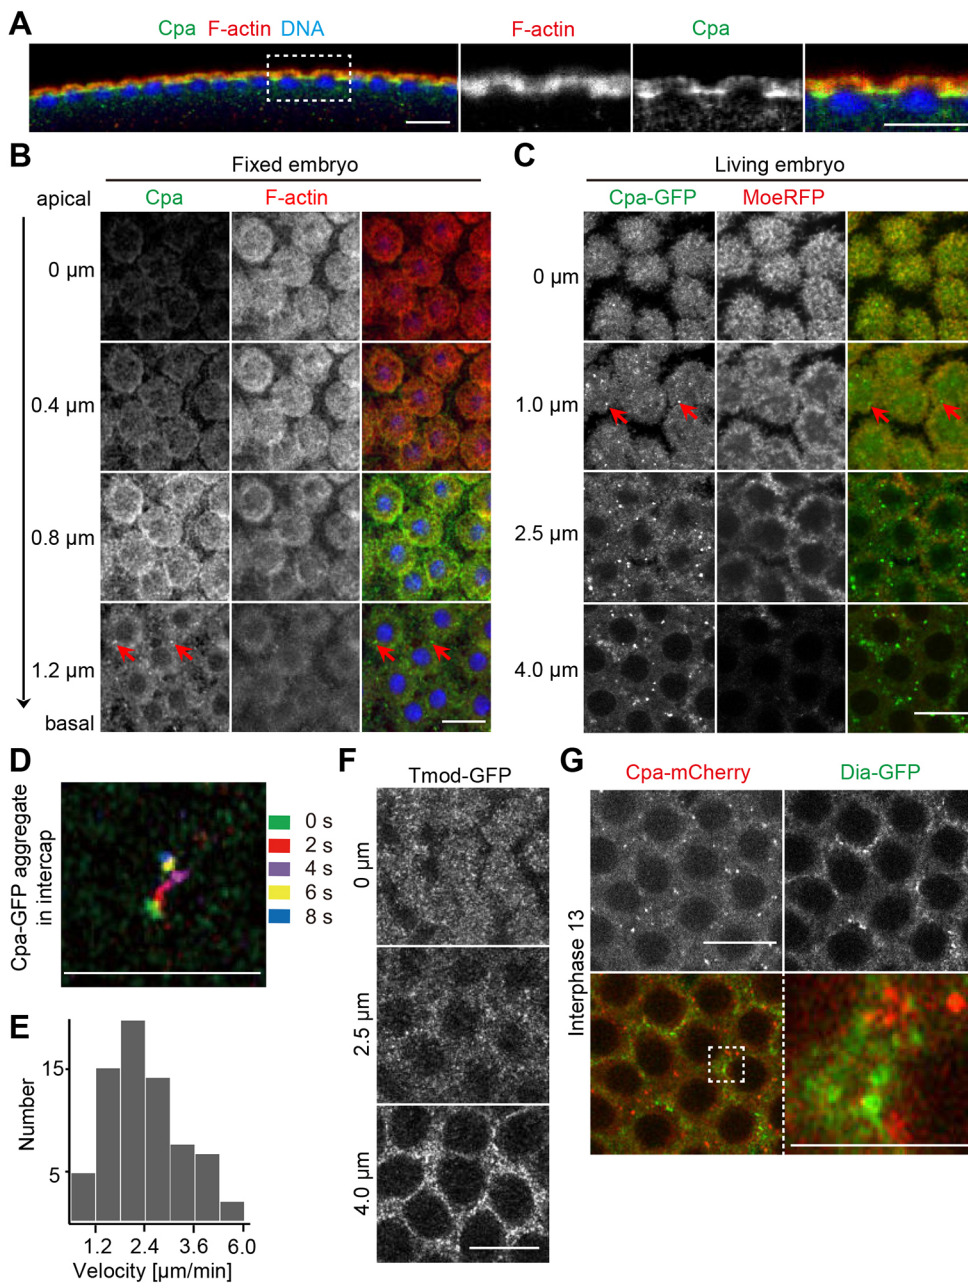 A
Cpa F-actin DNA
F-actin
Cpa
B
Fixed embryo
apical
Cpa
F-actin
0 µm
0.4 µm
0.8 µm
1.2 µm
basal
C
Living embryo
Cpa-GFP
MoeRFP
0 µm
1.0 µm
2.5 µm
4.0 µm
D
Cpa-GFP aggregate
in intercap
0 s
2 s
4 s
6 s
8 s
E
Number
15
5
1.2 2.4 3.6 6.0
Velocity [µm/min]
F
Tmod-GFP
0 µm
2.5 µm
4.0 µm
G
Cpa-mCherry
Dia-GFP
Interphase 13